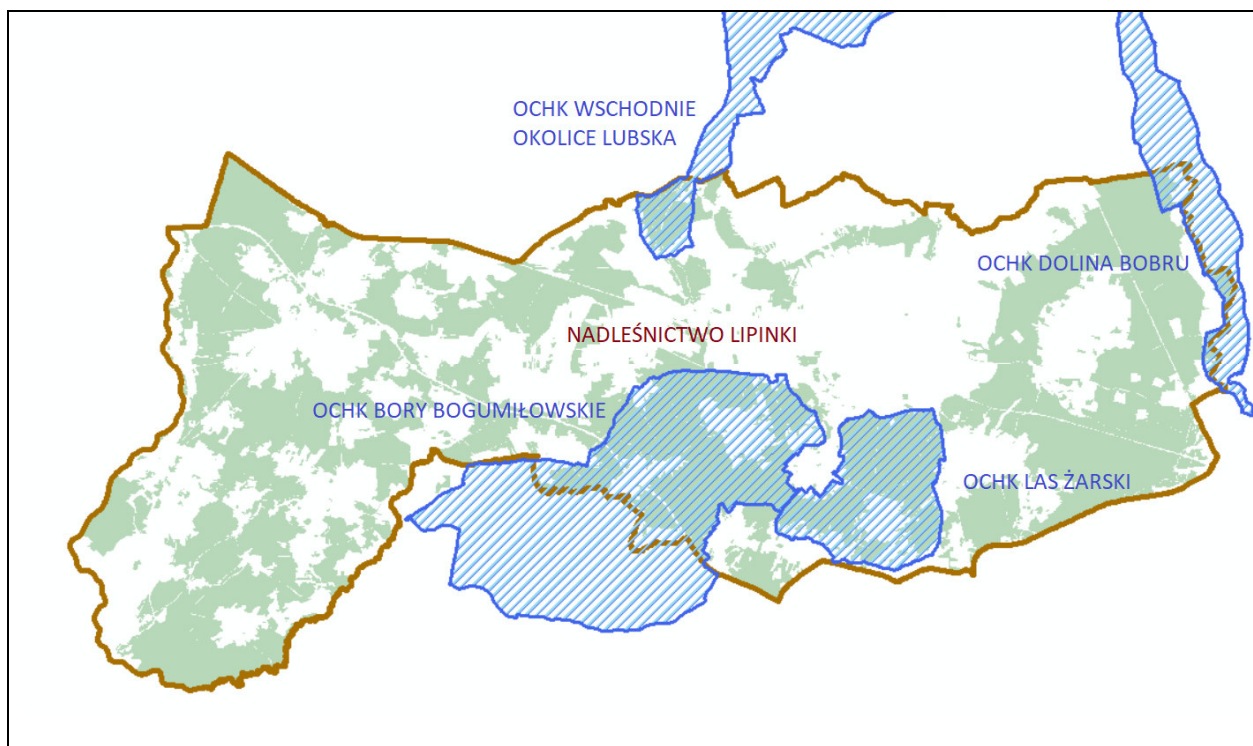 OCHK WSCHODNIE
OKOLICE LUBSKA
OCHK DOLINA BOBRU
NADLEŚNICTWO LIPINKI
OCHK BORY BOGUMIŁOWSKIE
OCHK LAS ŻARSKI